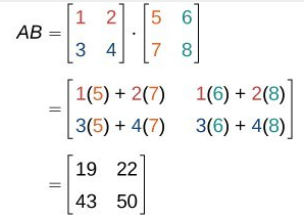 AB = [1 2] · [5 6]
[3 4] [7 8]
= [1(5) + 2(7) 1(6) + 2(8)]
[3(5) + 4(7) 3(6) + 4(8)]
= [19 22]
[43 50]